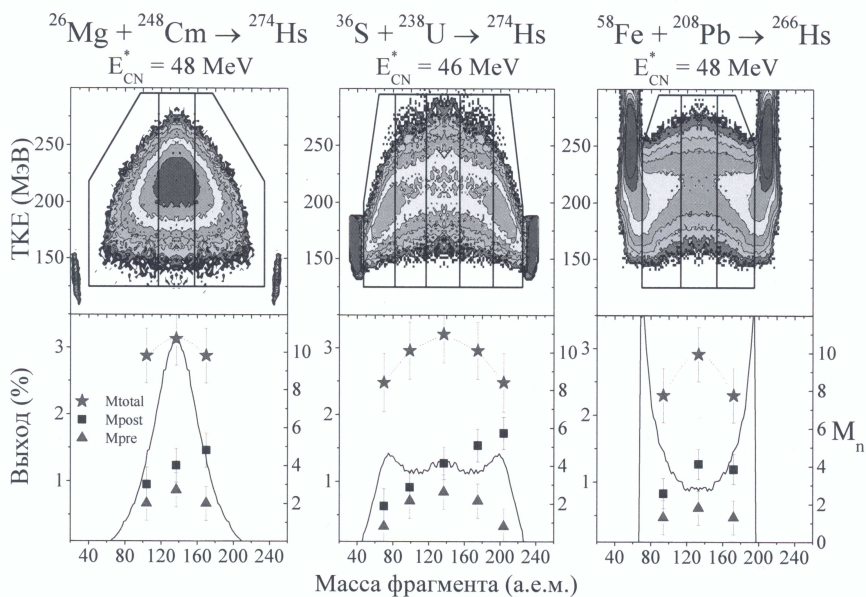 ²⁶Mg + ²⁴⁸Cm → ²⁷⁴Hs
E*CN = 48 MeV
³⁶S + ²³⁸U → ²⁷⁴Hs
E*CN = 46 MeV
⁵⁸Fe + ²⁰⁸Pb → ²⁶⁶Hs
E*CN = 48 MeV
TKE (МэВ)
250
200
150
250
200
150
250
200
150
Выход (%)
3
2
1
Mtotal
Mpost
Mpre
10
8
6
4
2
3
2
1
10
8
6
4
2
3
2
1
10
8
6
4
2
0
Mn
40 80 120 160 200 240
40 80 120 160 200 240
40 80 120 160 200 240
Масса фрагмента (а.е.м.)